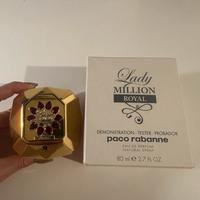 Lady
MILLION
ROYAL
DEMONSTRATION - TESTER - PROBADOR
paco rabanne
EAU DE PARFUM
NATURAL SPRAY
80 ml ℮ 2.7 FL. OZ.